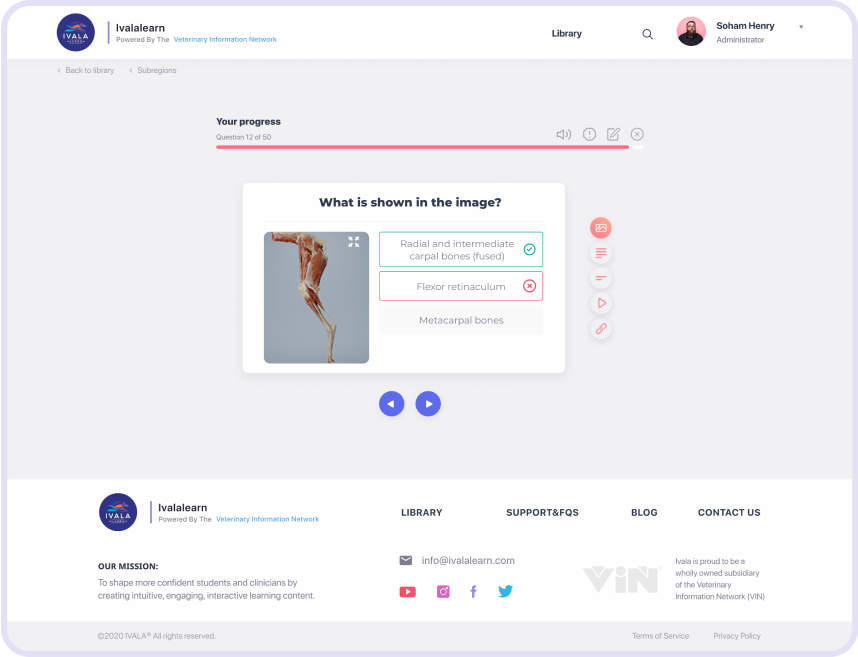 IVALA
Ivalalearn
Powered By The Veterinary Information Network
Library
Soham Henry
Administrator
Back to library
Subregions
Your progress
Question 12 of 50
What is shown in the image?
Radial and intermediate
carpal bones (fused)
Flexor retinaculum
Metacarpal bones
IVALA
Ivalalearn
Powered By The Veterinary Information Network
LIBRARY
SUPPORT&FQS
BLOG
CONTACT US
OUR MISSION:
To shape more confident students and clinicians by
creating intuitive, engaging, interactive learning content.
info@ivalalearn.com
ViN
Ivala is proud to be a
wholly owned subsidiary
of the Veterinary
Information Network (VIN)
©2020 IVALA® All rights reserved.
Terms of Service
Privacy Policy